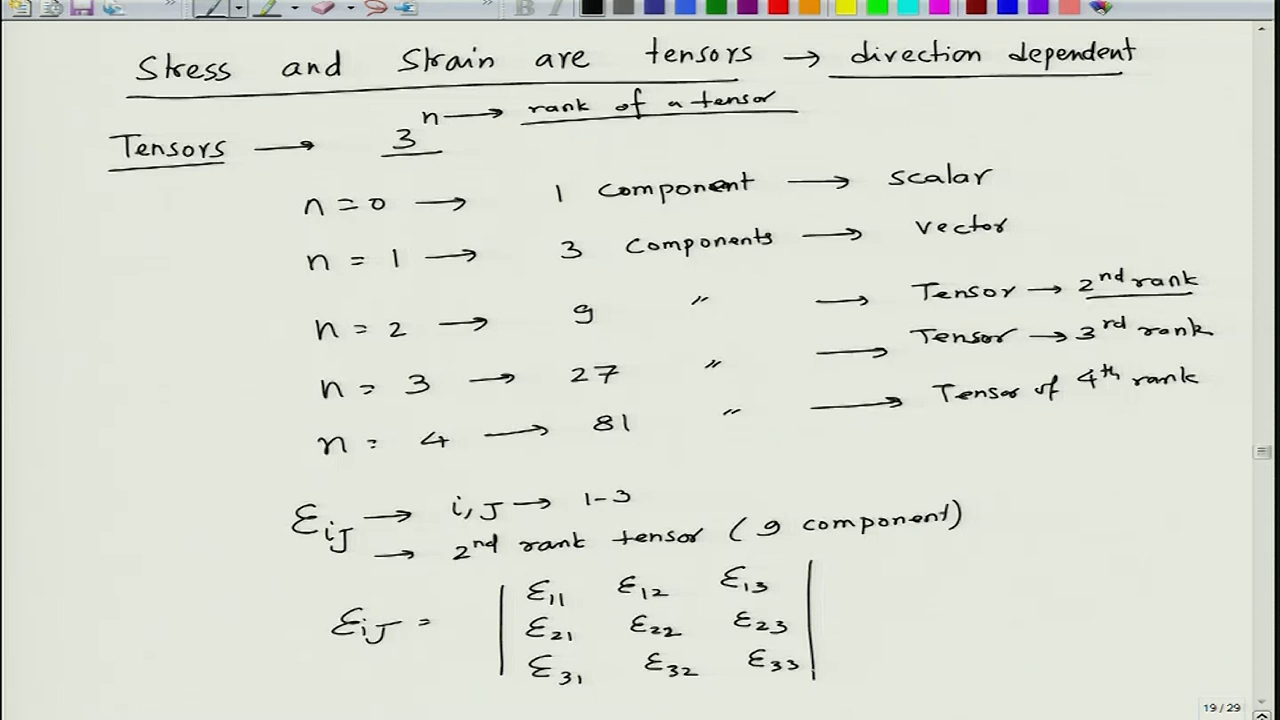 Stress and Strain are tensors → direction dependent
Tensors → 3^n → rank of a tensor
n = 0 → 1 component → scalar
n = 1 → 3 components → vector
n = 2 → 9 〃 → Tensor → 2nd rank
n = 3 → 27 〃 → Tensor → 3rd rank
n = 4 → 81 〃 → Tensor of 4th rank
εij → i, j → 1-3
→ 2nd rank tensor (9 component)
εij = | ε11 ε12 ε13
ε21 ε22 ε23
ε31 ε32 ε33 |
19 / 29